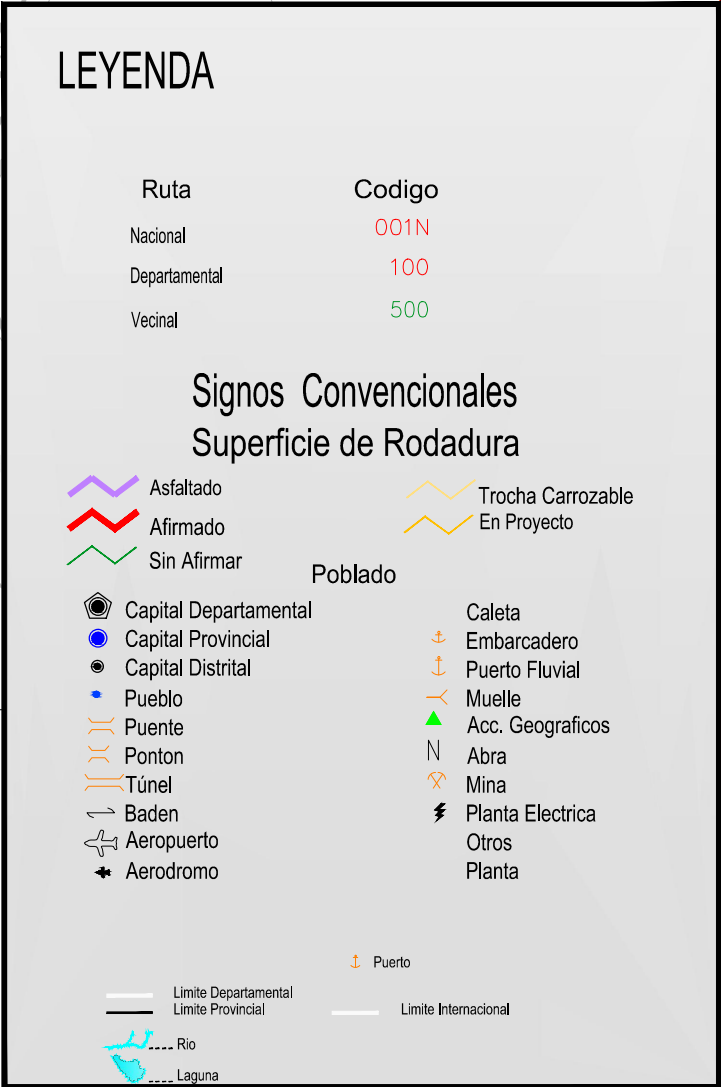 LEYENDA
Ruta Codigo
Nacional 001N
Departamental 100
Vecinal 500
Signos Convencionales
Superficie de Rodadura
Asfaltado
Trocha Carrozable
Afirmado
En Proyecto
Sin Afirmar
Poblado
Capital Departamental Caleta
Capital Provincial Embarcadero
Capital Distrital Puerto Fluvial
Pueblo Muelle
Puente Acc. Geograficos
Ponton N Abra
Túnel Mina
Baden Planta Electrica
Aeropuerto Otros
Aerodromo Planta
Puerto
Limite Departamental
Limite Provincial Limite Internacional
Rio
Laguna